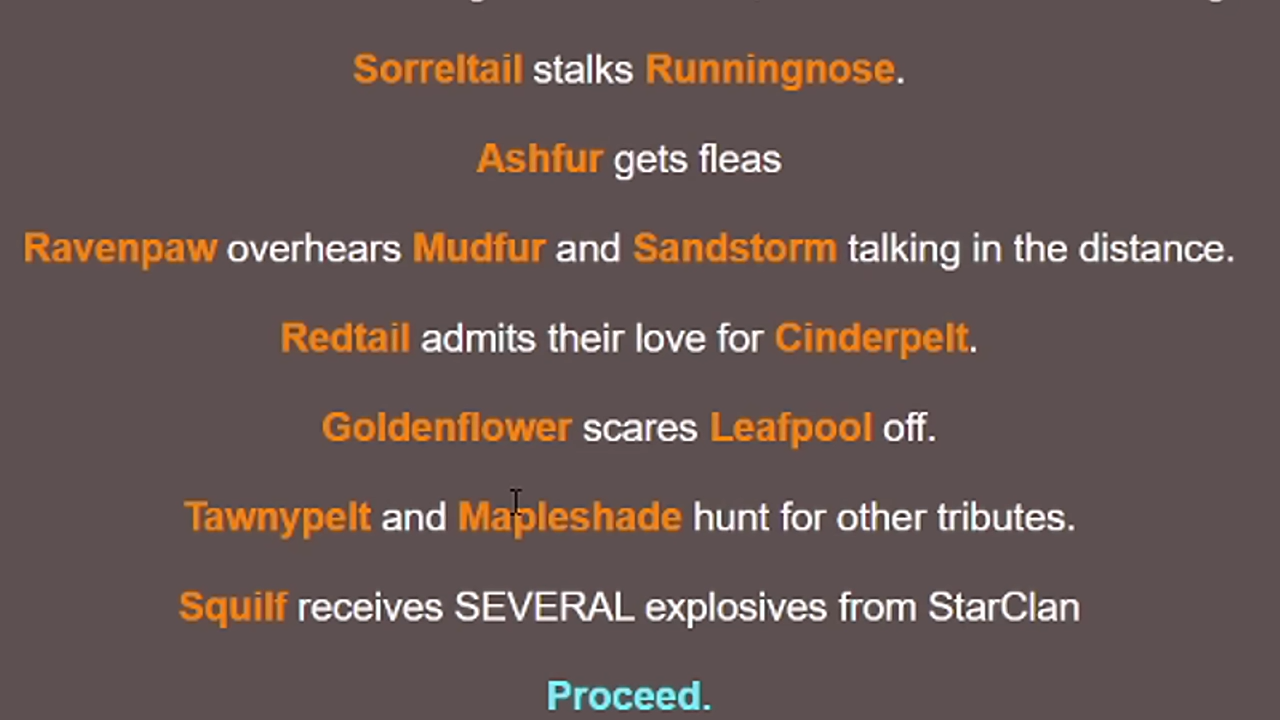 Sorreltail stalks Runningnose.
Ashfur gets fleas
Ravenpaw overhears Mudfur and Sandstorm talking in the distance.
Redtail admits their love for Cinderpelt.
Goldenflower scares Leafpool off.
Tawnypelt and Mapleshade hunt for other tributes.
Squilf receives SEVERAL explosives from StarClan
Proceed.